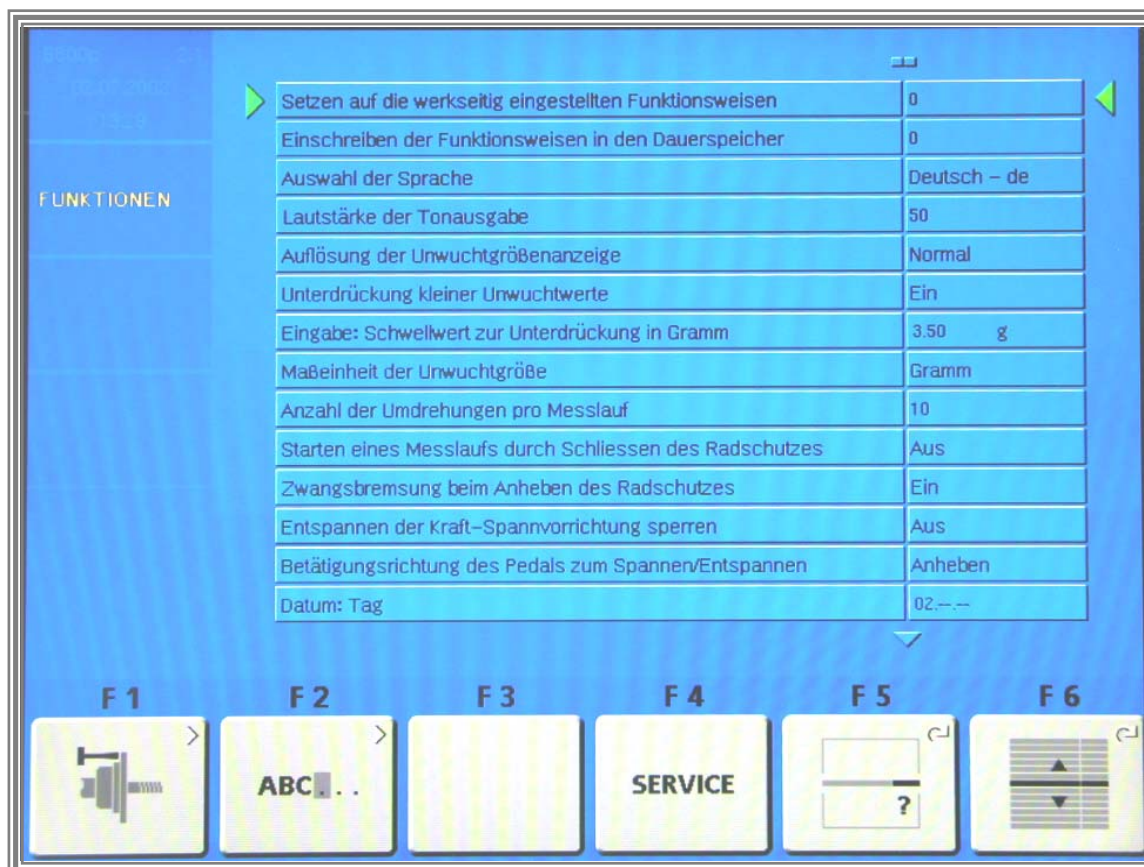 FUNKTIONEN
Setzen auf die werkseitig eingestellten Funktionsweisen 0
Einschreiben der Funktionsweisen in den Dauerspeicher 0
Auswahl der Sprache Deutsch – de
Lautstärke der Tonausgabe 50
Auflösung der Unwuchtgrößenanzeige Normal
Unterdrückung kleiner Unwuchtwerte Ein
Eingabe: Schwellwert zur Unterdrückung in Gramm 3.50 g
Maßeinheit der Unwuchtgröße Gramm
Anzahl der Umdrehungen pro Messlauf 10
Starten eines Messlaufs durch Schliessen des Radschutzes Aus
Zwangsbremsung beim Anheben des Radschutzes Ein
Entspannen der Kraft–Spannvorrichtung sperren Aus
Betätigungsrichtung des Pedals zum Spannen/Entspannen Anheben
Datum: Tag 02.--.--
F 1 F 2 F 3 F 4 F 5 F 6
ABC... SERVICE ?